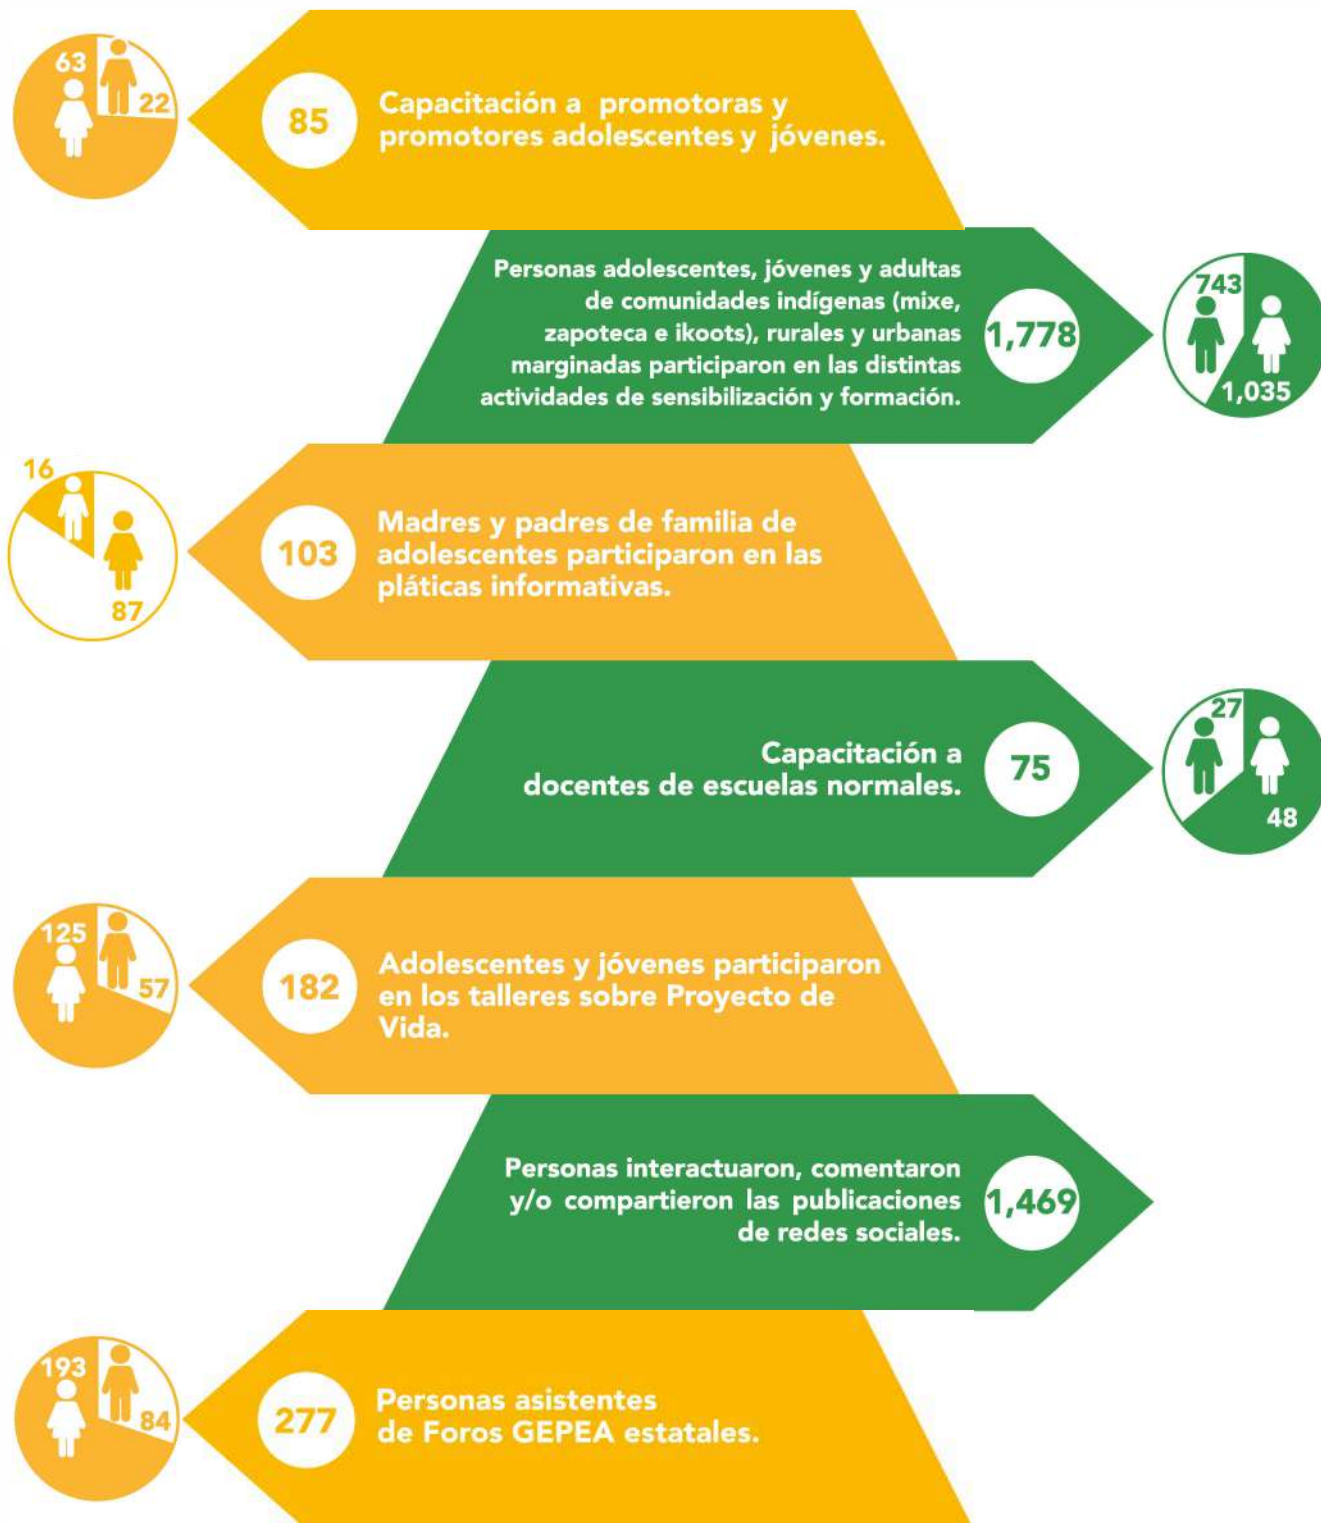 63
22
85
Capacitación a promotoras y
promotores adolescentes y jóvenes.
Personas adolescentes, jóvenes y adultas
de comunidades indígenas (mixe,
zapoteca e ikoots), rurales y urbanas
marginadas participaron en las distintas
actividades de sensibilización y formación.
1,778
743
1,035
16
87
103
Madres y padres de familia de
adolescentes participaron en las
pláticas informativas.
Capacitación a
docentes de escuelas normales.
75
27
48
125
57
182
Adolescentes y jóvenes participaron
en los talleres sobre Proyecto de
Vida.
Personas interactuaron, comentaron
y/o compartieron las publicaciones
de redes sociales.
1,469
193
84
277
Personas asistentes
de Foros GEPEA estatales.